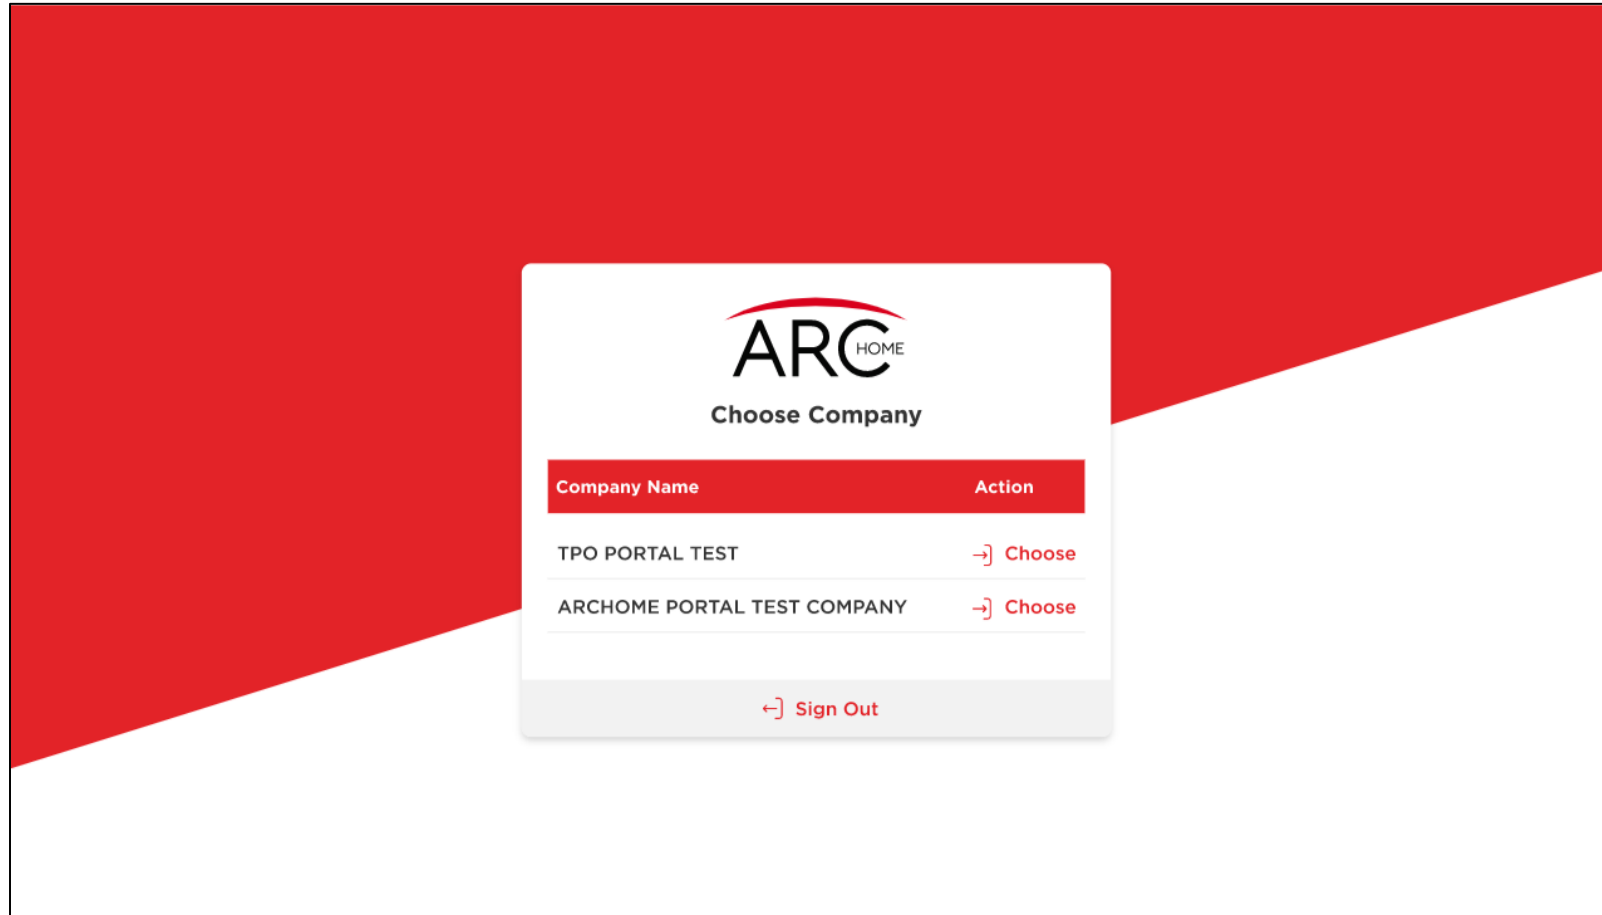 ARC HOME
Choose Company
Company Name Action
TPO PORTAL TEST Choose
ARCHOME PORTAL TEST COMPANY Choose
Sign Out